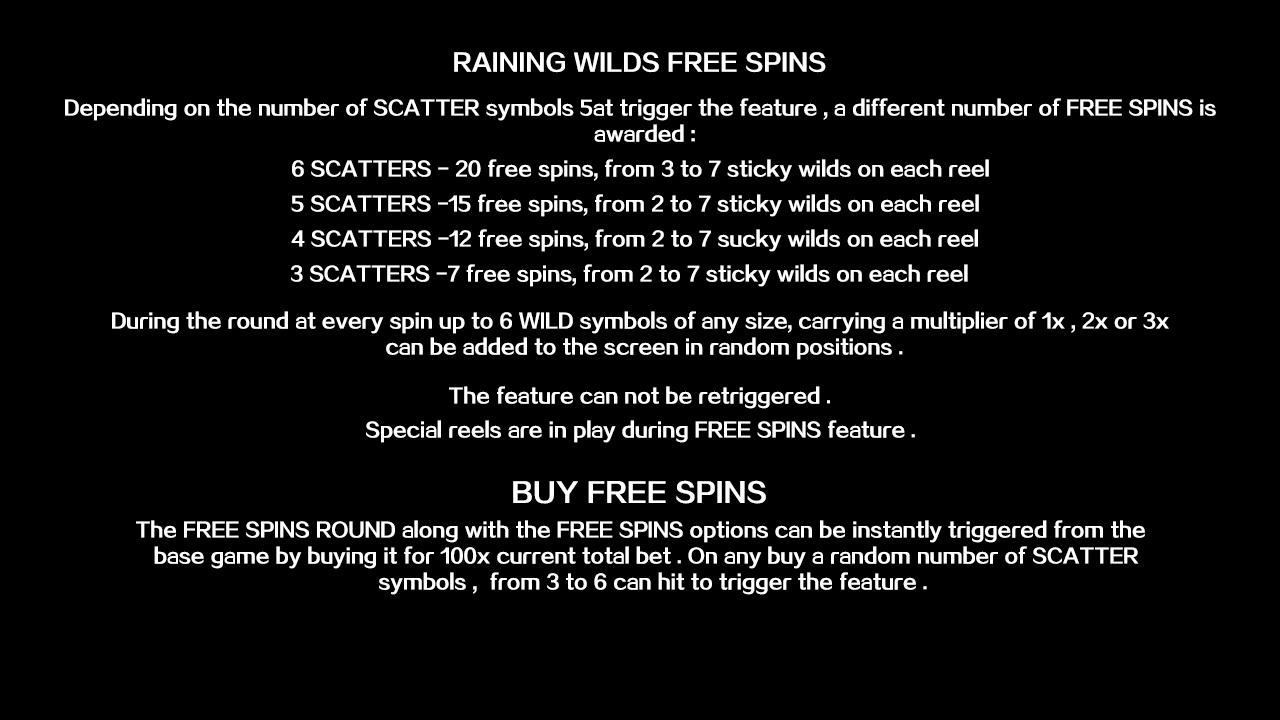 RAINING WILDS FREE SPINS
Depending on the number of SCATTER symbols 5at trigger the feature , a different number of FREE SPINS is
awarded :
6 SCATTERS - 20 free spins, from 3 to 7 sticky wilds on each reel
5 SCATTERS -15 free spins, from 2 to 7 sticky wilds on each reel
4 SCATTERS -12 free spins, from 2 to 7 sucky wilds on each reel
3 SCATTERS -7 free spins, from 2 to 7 sticky wilds on each reel
During the round at every spin up to 6 WILD symbols of any size, carrying a multiplier of 1x , 2x or 3x
can be added to the screen in random positions .
The feature can not be retriggered .
Special reels are in play during FREE SPINS feature .
BUY FREE SPINS
The FREE SPINS ROUND along with the FREE SPINS options can be instantly triggered from the
base game by buying it for 100x current total bet . On any buy a random number of SCATTER
symbols ,  from 3 to 6 can hit to trigger the feature .